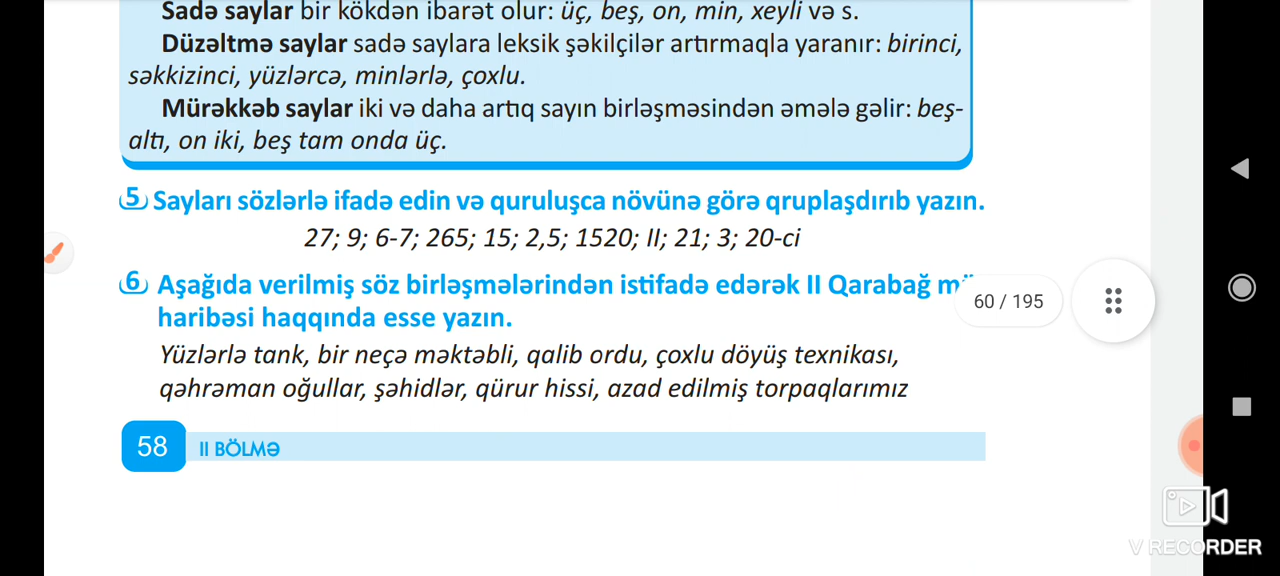 Sadə saylar bir kökdən ibarət olur: üç, beş, on, min, xeyli və s.
Düzəltmə saylar sadə saylara leksik şəkilçilər artırmaqla yaranır: birinci,
səkkizinci, yüzlərcə, minlərlə, çoxlu.
Mürəkkəb saylar iki və daha artıq sayın birləşməsindən əmələ gəlir: beş-
altı, on iki, beş tam onda üç.
5 Sayları sözlərlə ifadə edin və quruluşca növünə görə qruplaşdırıb yazın.
27; 9; 6-7; 265; 15; 2,5; 1520; II; 21; 3; 20-ci
6 Aşağıda verilmiş söz birləşmələrindən istifadə edərək II Qarabağ
haribəsi haqqında esse yazın.
60 / 195
Yüzlərlə tank, bir neçə məktəbli, qalib ordu, çoxlu döyüş texnikası,
qəhrəman oğullar, şəhidlər, qürur hissi, azad edilmiş torpaqlarımız
58 II BÖLMƏ
V RECORDER